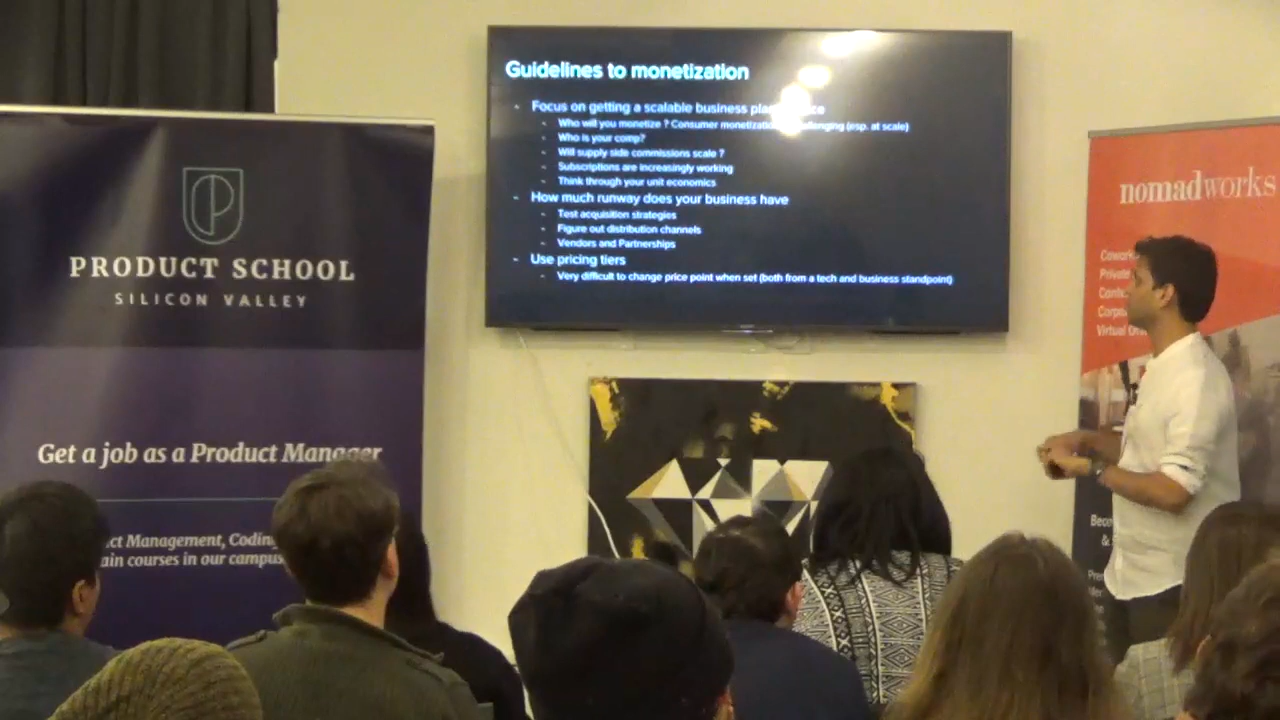 Guidelines to monetization
- Focus on getting a scalable business
- Who will you monetize ? Consumer (esp. at scale)
- Who is your comp?
- Will supply side commissions scale ?
- Subscriptions are increasingly working
- Think through your unit economics
- How much runway does your business have
- Test acquisition strategies
- Figure out distribution channels
- Vendors and Partnerships
- Use pricing tiers
- Very difficult to change price point when set (both from a tech and business standpoint)
P
PRODUCT SCHOOL
SILICON VALLEY
Get a job as a Product Manager
Management, Coding
courses in our campus
nomadworks
Private
Virtual
&